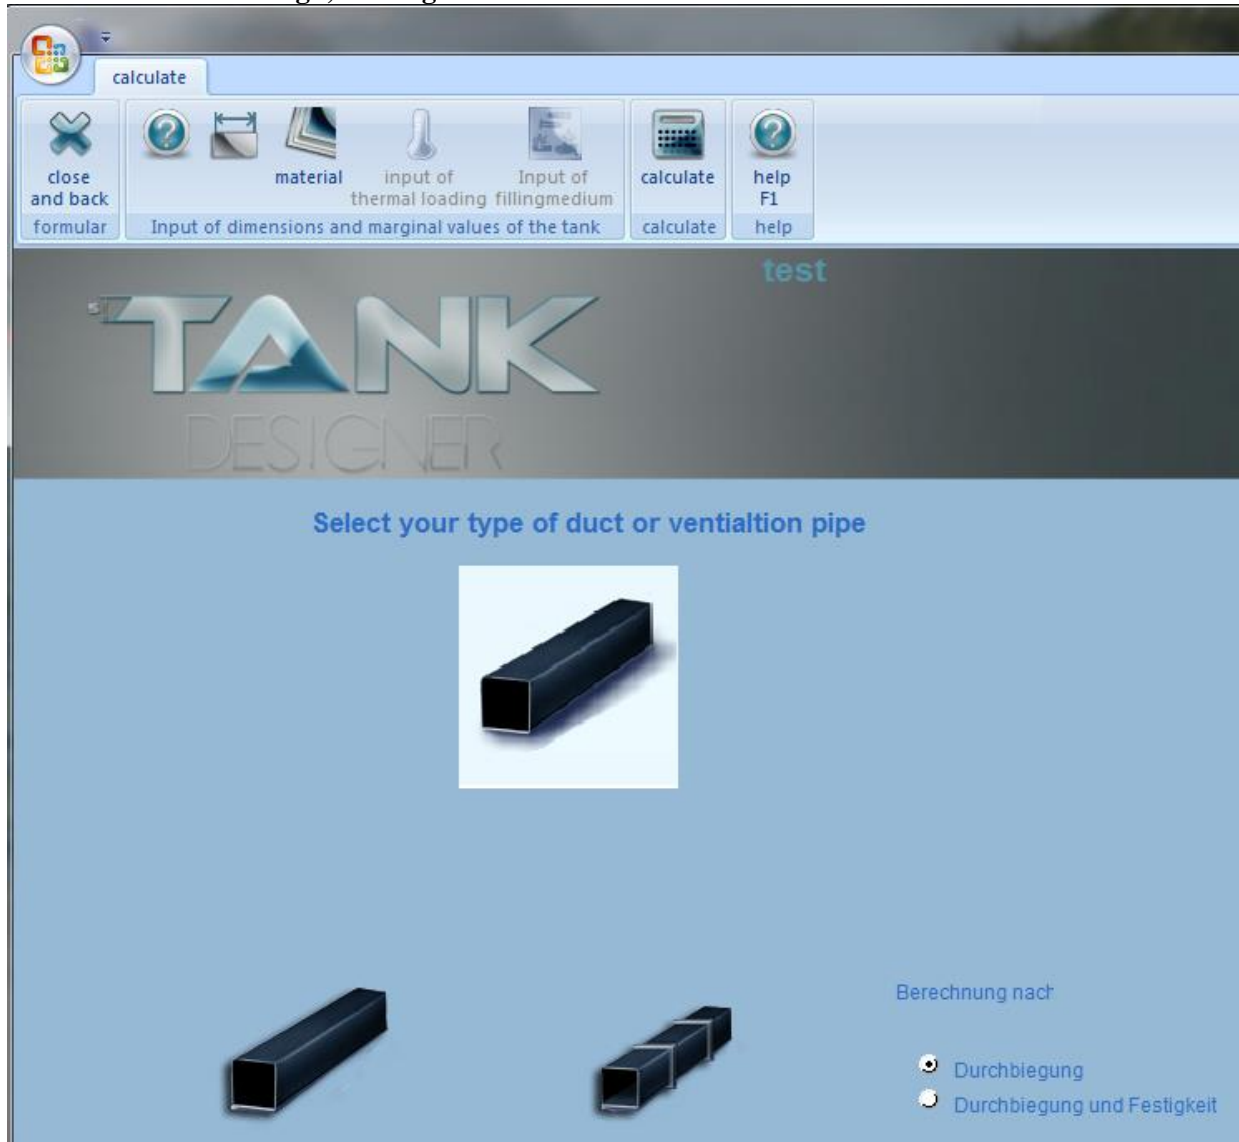 calculate
close
and back
material
input of
thermal loading
Input of
fillingmedium
calculate
help
F1
formular
Input of dimensions and marginal values of the tank
calculate
help
test
TANK
DESIGNER
Select your type of duct or ventialtion pipe
Berechnung nach
Durchbiegung
Durchbiegung und Festigkeit